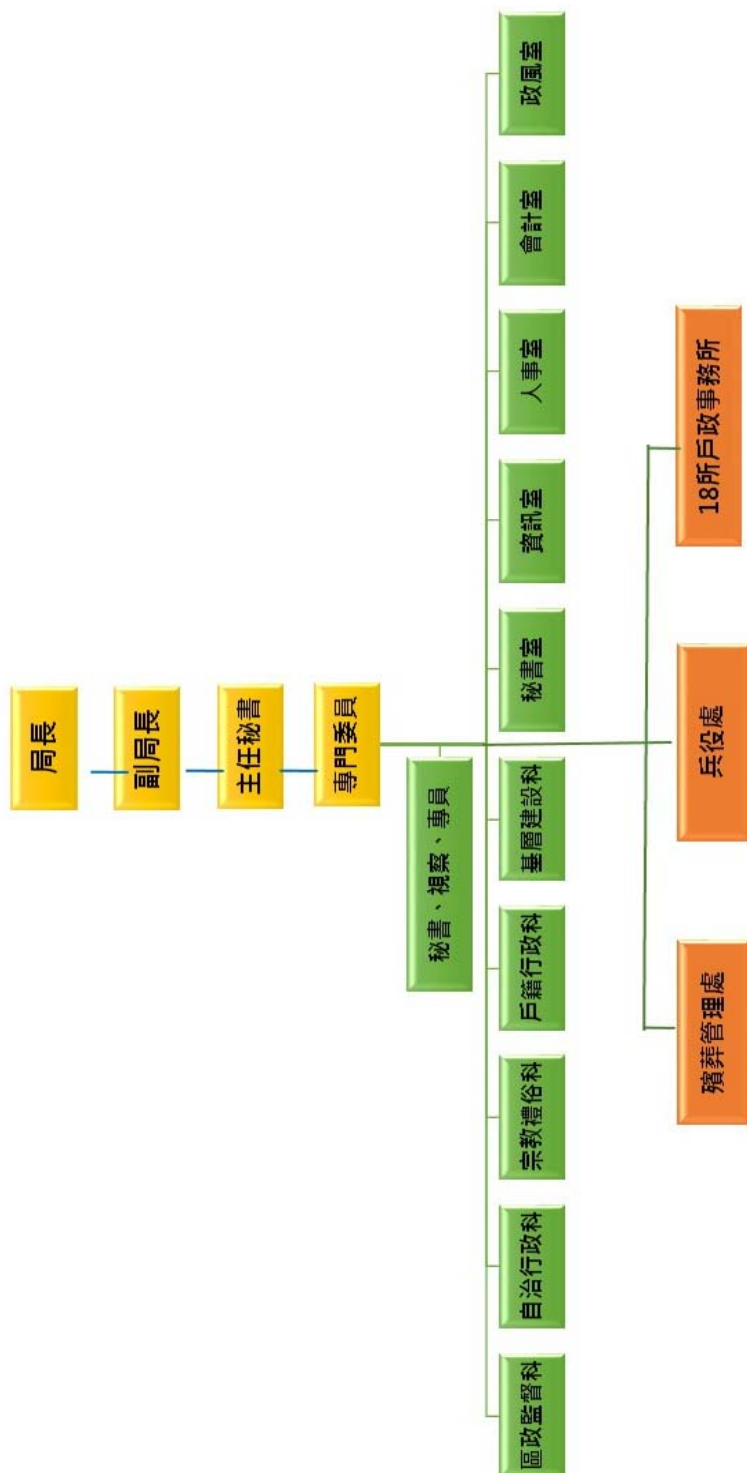 局長
副局長
主任秘書
專門委員
秘書、視察、專員
區政監督科
自治行政科
宗教禮俗科
戶籍行政科
基層建設科
秘書室
資訊室
人事室
會計室
政風室
殯葬管理處
兵役處
18所戶政事務所